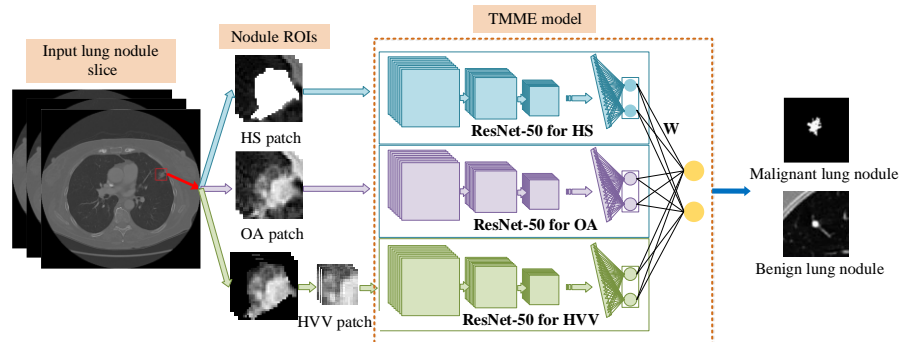 TMME model
Nodule ROIs
Input lung nodule
slice
HS patch
ResNet-50 for HS
W
OA patch
ResNet-50 for OA
HVV patch
ResNet-50 for HVV
Malignant lung nodule
Benign lung nodule